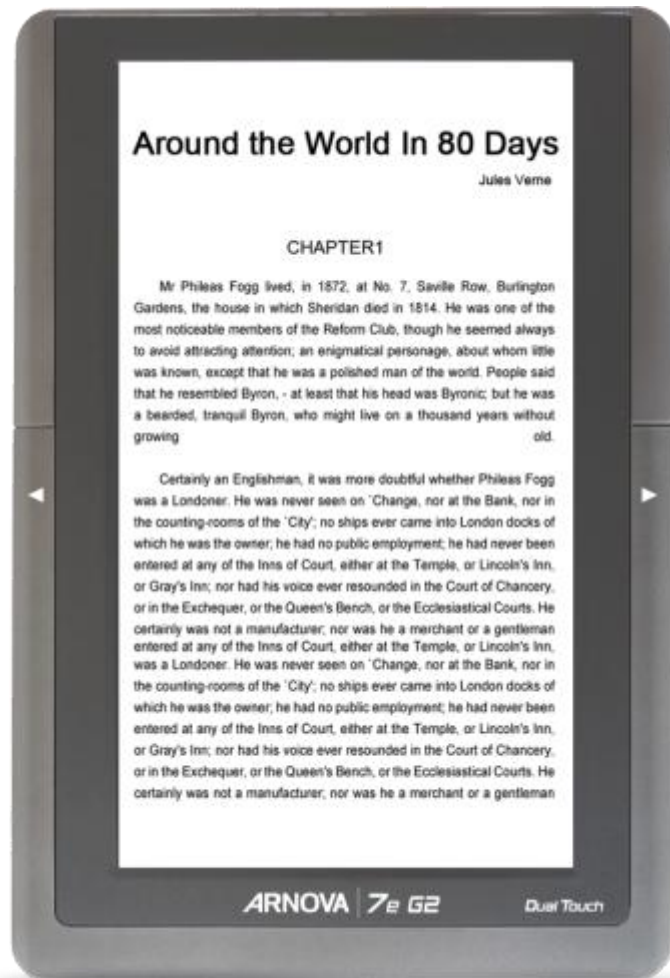 Around the World In 80 Days
Jules Verne
CHAPTER1
Mr Phileas Fogg lived, in 1872, at No. 7, Saville Row, Burlington
Gardens, the house in which Sheridan died in 1814. He was one of the
most noticeable members of the Reform Club, though he seemed always
to avoid attracting attention; an enigmatical personage, about whom little
was known, except that he was a polished man of the world. People said
that he resembled Byron, - at least that his head was Byronic; but he was
a bearded, tranquil Byron, who might live on a thousand years without
growing old.
Certainly an Englishman, it was more doubtful whether Phileas Fogg
was a Londoner. He was never seen on `Change, nor at the Bank, nor in
the counting-rooms of the `City'; no ships ever came into London docks of
which he was the owner; he had no public employment; he had never been
entered at any of the Inns of Court, either at the Temple, or Lincoln's Inn,
or Gray's Inn; nor had his voice ever resounded in the Court of Chancery,
or in the Exchequer, or the Queen's Bench, or the Ecclesiastical Courts. He
certainly was not a manufacturer; nor was he a merchant or a gentleman
entered at any of the Inns of Court, either at the Temple, or Lincoln's Inn,
was a Londoner. He was never seen on `Change, nor at the Bank, nor in
the counting-rooms of the `City'; no ships ever came into London docks of
which he was the owner; he had no public employment; he had never been
entered at any of the Inns of Court, either at the Temple, or Lincoln's Inn,
or Gray's Inn; nor had his voice ever resounded in the Court of Chancery,
or in the Exchequer, or the Queen's Bench, or the Ecclesiastical Courts. He
certainly was not a manufacturer; nor was he a merchant or a gentleman
ARNOVA 7e G2
Dual Touch